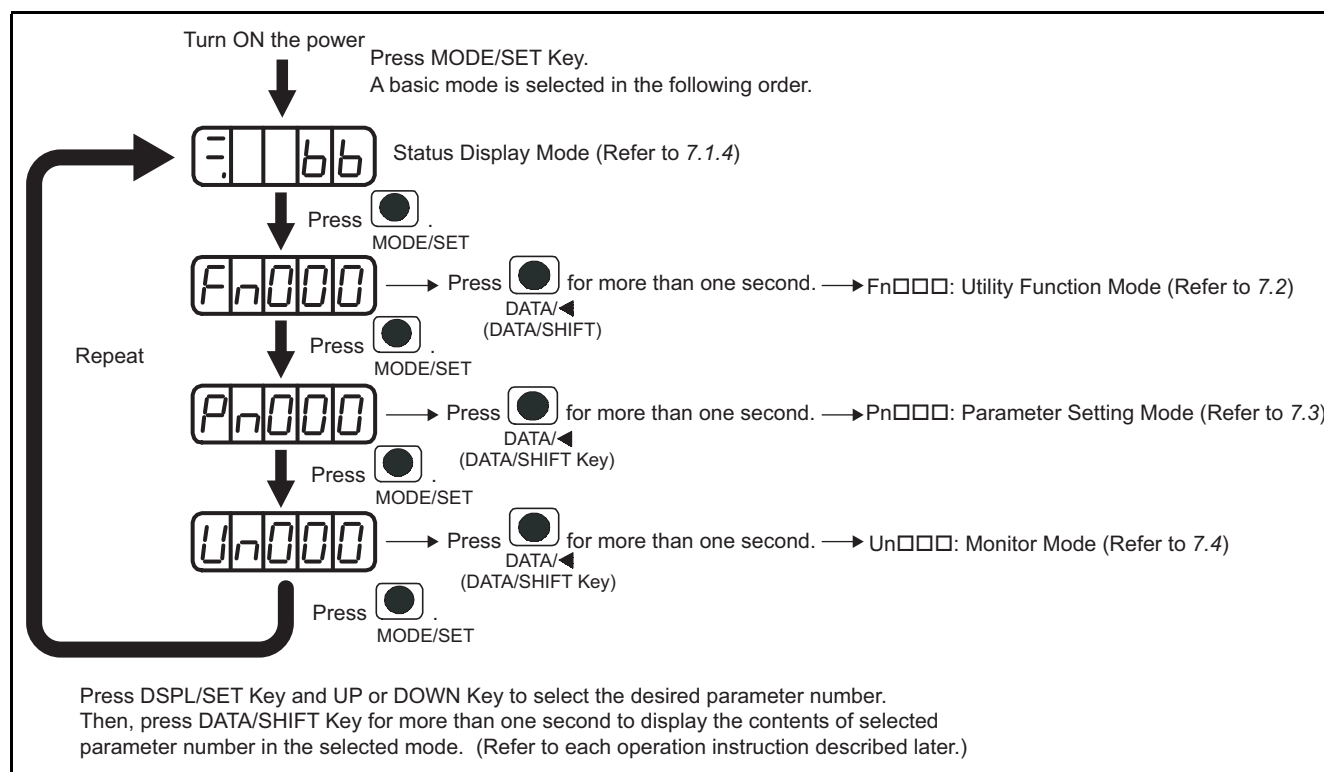 Turn ON the power
Press MODE/SET Key.
A basic mode is selected in the following order.
bb
Status Display Mode (Refer to 7.1.4)
Press .
MODE/SET
Fn000
Press for more than one second.
DATA/◀
(DATA/SHIFT)
Fn□□□: Utility Function Mode (Refer to 7.2)
Repeat
Press .
MODE/SET
Pn000
Press for more than one second.
DATA/◀
(DATA/SHIFT Key)
Pn□□□: Parameter Setting Mode (Refer to 7.3)
Press .
MODE/SET
Un000
Press for more than one second.
DATA/◀
(DATA/SHIFT Key)
Un□□□: Monitor Mode (Refer to 7.4)
Press .
MODE/SET
Press DSPL/SET Key and UP or DOWN Key to select the desired parameter number.
Then, press DATA/SHIFT Key for more than one second to display the contents of selected
parameter number in the selected mode. (Refer to each operation instruction described later.)